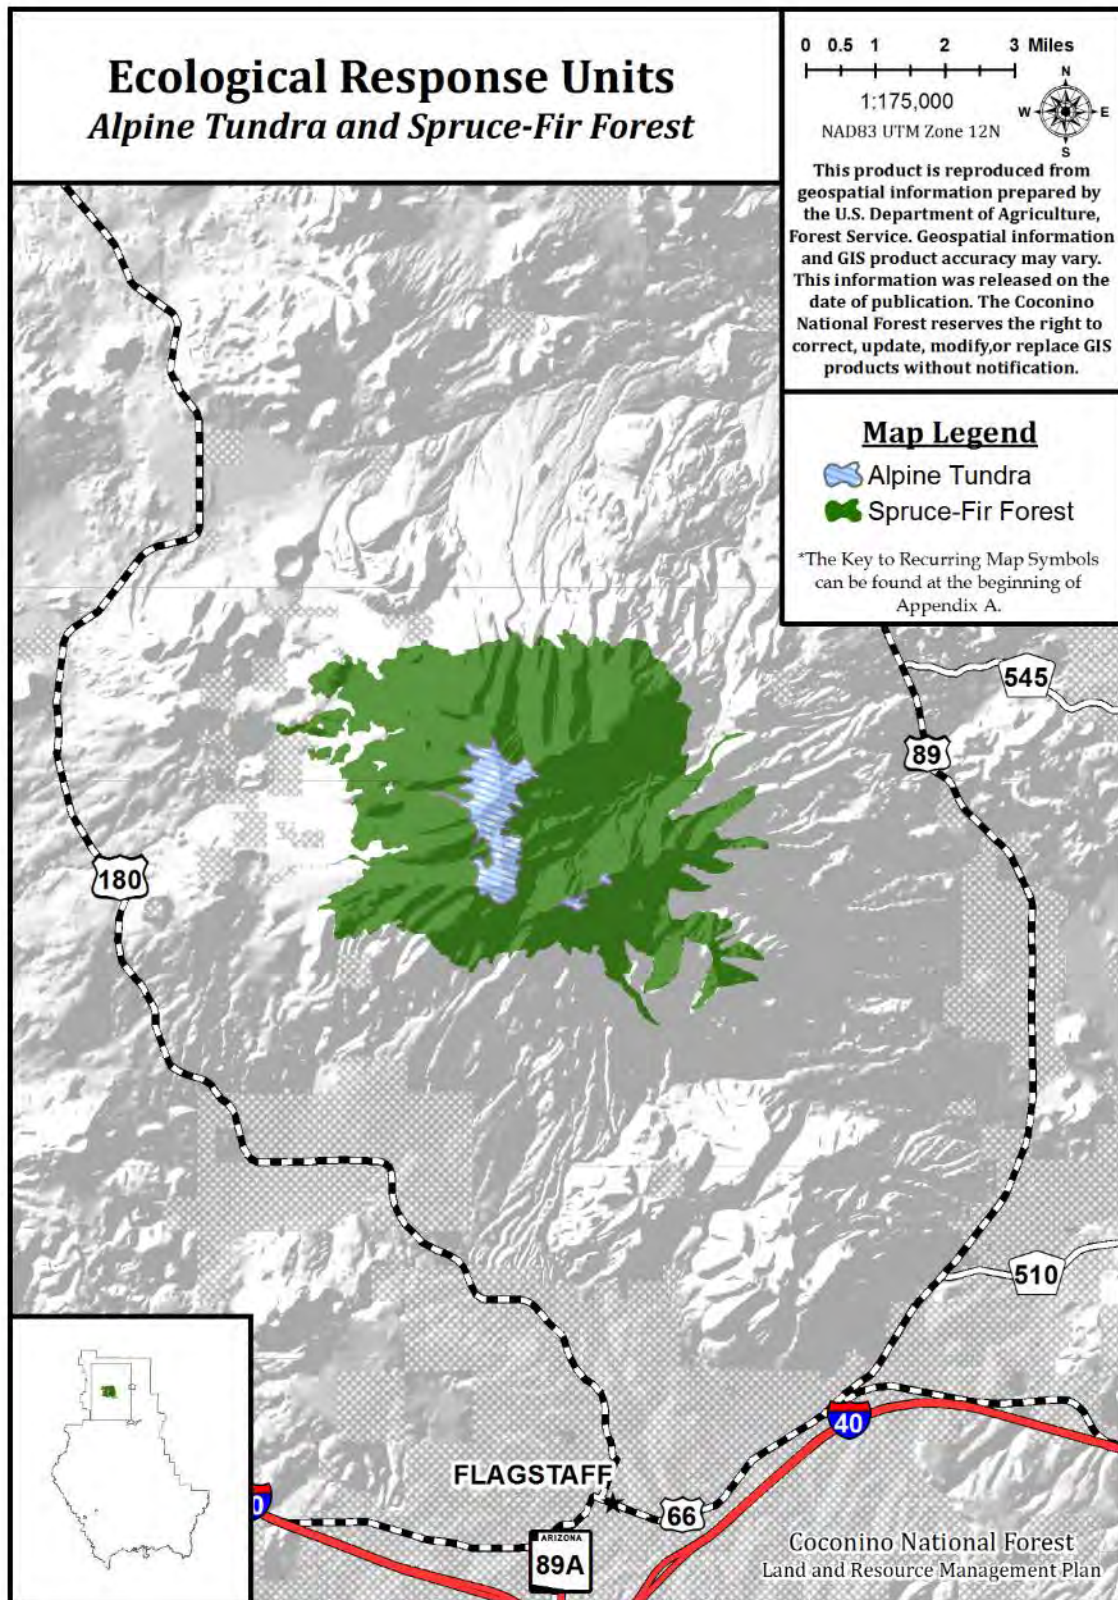 Ecological Response Units
Alpine Tundra and Spruce-Fir Forest
0 0.5 1 2 3 Miles
1:175,000
NAD83 UTM Zone 12N
N
W E
S
This product is reproduced from
geospatial information prepared by
the U.S. Department of Agriculture,
Forest Service. Geospatial information
and GIS product accuracy may vary.
This information was released on the
date of publication. The Coconino
National Forest reserves the right to
correct, update, modify,or replace GIS
products without notification.
Map Legend
Alpine Tundra
Spruce-Fir Forest
*The Key to Recurring Map Symbols
can be found at the beginning of
Appendix A.
545
89
180
510
40
FLAGSTAFF
0
66
ARIZONA
89A
Coconino National Forest
Land and Resource Management Plan